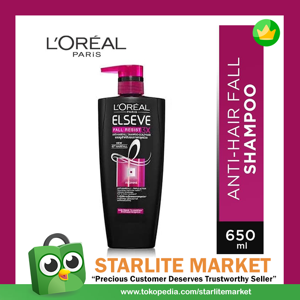 L'ORÉAL
PARIS
L'ORÉAL
ELSEVE
FALL RESIST 3X
ANTI-HAIR FALL
SHAMPOO
650
ml
STARLITE MARKET
“Precious Customer Deserves Trustworthy Seller”
www.tokopedia.com/starlitemarket